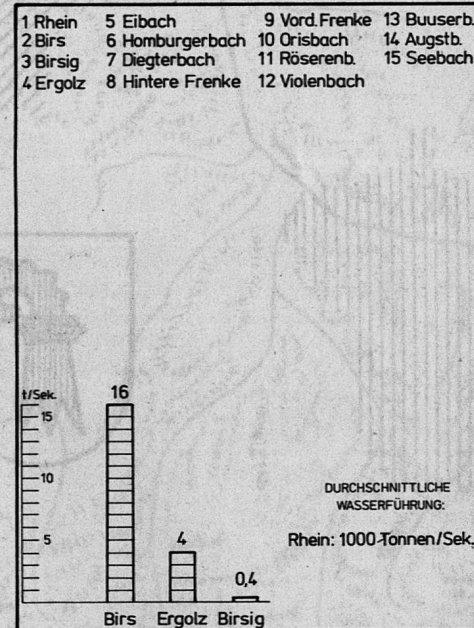 1 Rhein 5 Eibach 9 Vord. Frenke 13 Buuserb.
2 Birs 6 Homburgerbach 10 Orisbach 14 Augstb.
3 Birsig 7 Diegterbach 11 Röserenb. 15 Seebach
4 Ergolz 8 Hintere Frenke 12 Violenbach
t/Sek.
16
15
10
DURCHSCHNITTLICHE
WASSERFÜHRUNG:
5
4
Rhein: 1000 Tonnen/Sek.
0,4
Birs Ergolz Birsig